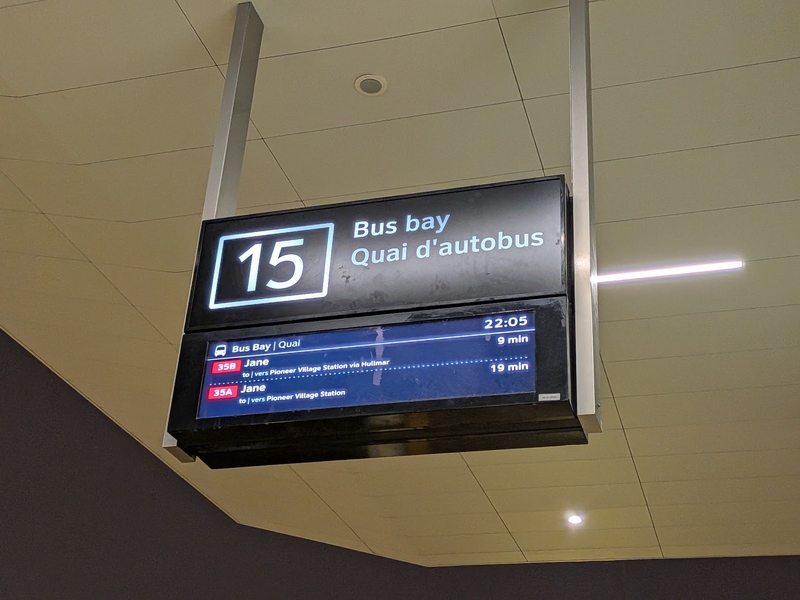 15
Bus bay
Quai d'autobus
Bus Bay | Quai 22:05
35B Jane 9 min
to | vers Pioneer Village Station via Hullmar
35A Jane 19 min
to | vers Pioneer Village Station